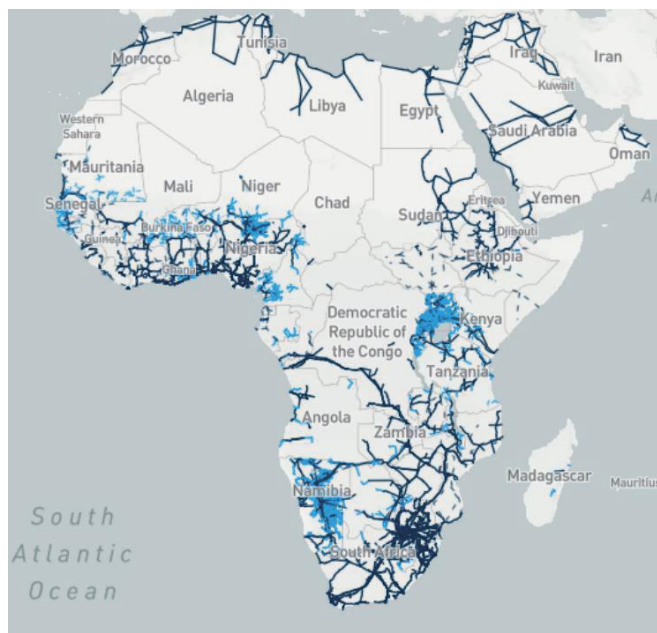 Tunisia
Morocco
Iraq
Iran
Kuwait
Algeria
Libya
Egypt
Western
Sahara
Saudi Arabia
Oman
Mauritania
Mali
Niger
Chad
Sudan
Eritrea
Yemen
Senegal
Burkina Faso
Djibouti
Guinea
Nigeria
Ghana
Ethiopia
Democratic
Republic of
the Congo
Kenya
Tanzania
Angola
Zambia
Madagascar
Mauritius
Namibia
South
Atlantic
Ocean
South Africa